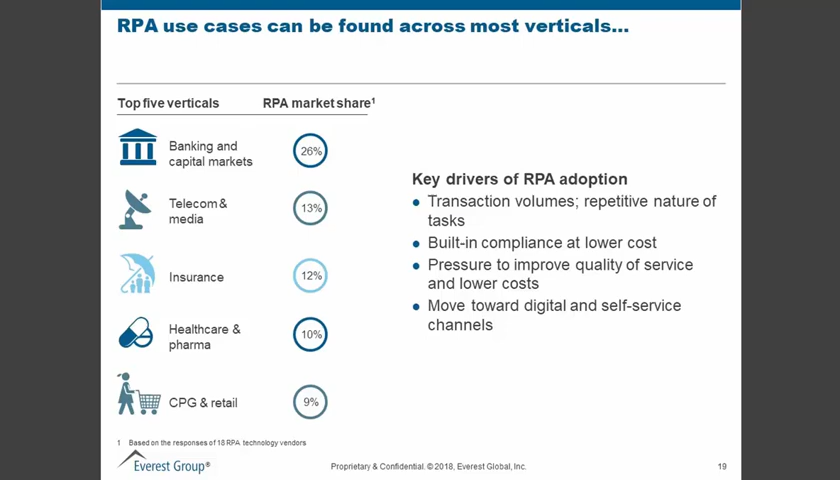 RPA use cases can be found across most verticals...
Top five verticals
RPA market share1
Banking and
capital markets
26%
Telecom &
media
13%
Insurance
12%
Healthcare &
pharma
10%
CPG & retail
9%
Key drivers of RPA adoption
● Transaction volumes; repetitive nature of
tasks
● Built-in compliance at lower cost
● Pressure to improve quality of service
and lower costs
● Move toward digital and self-service
channels
1 Based on the responses of 18 RPA technology vendors
Everest Group®
Proprietary & Confidential. © 2018, Everest Global, Inc.
19